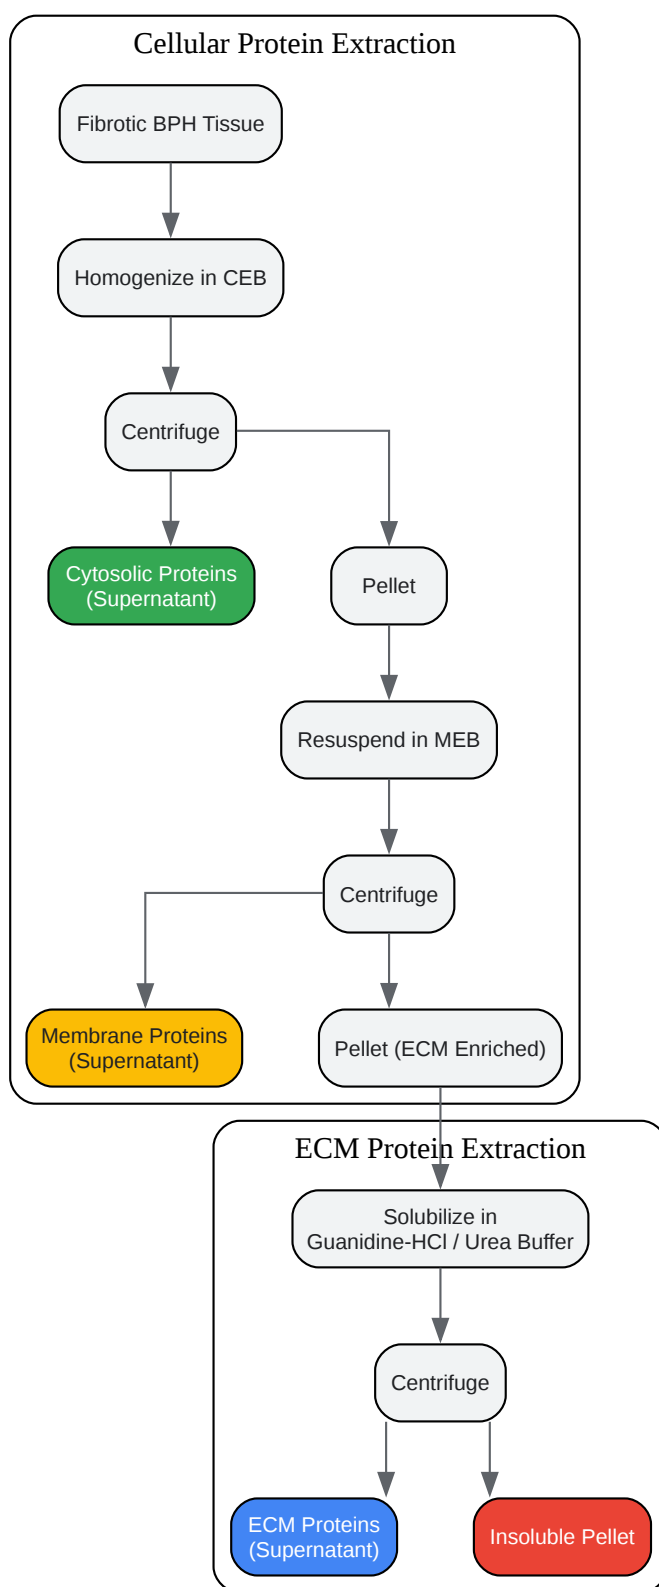 Cellular Protein Extraction
Fibrotic BPH Tissue
Homogenize in CEB
Centrifuge
Cytosolic Proteins
(Supernatant)
Pellet
Resuspend in MEB
Centrifuge
Membrane Proteins
(Supernatant)
Pellet (ECM Enriched)
ECM Protein Extraction
Solubilize in
Guanidine-HCl / Urea Buffer
Centrifuge
ECM Proteins
(Supernatant)
Insoluble Pellet